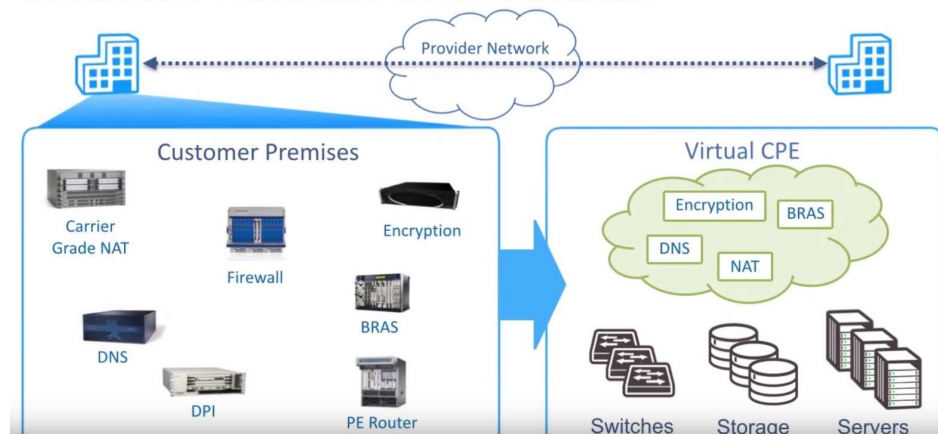 Provider Network
Customer Premises
Carrier
Grade NAT
Firewall
Encryption
DNS
BRAS
DPI
PE Router
Virtual CPE
Encryption
BRAS
DNS
NAT
Switches
Storage
Servers